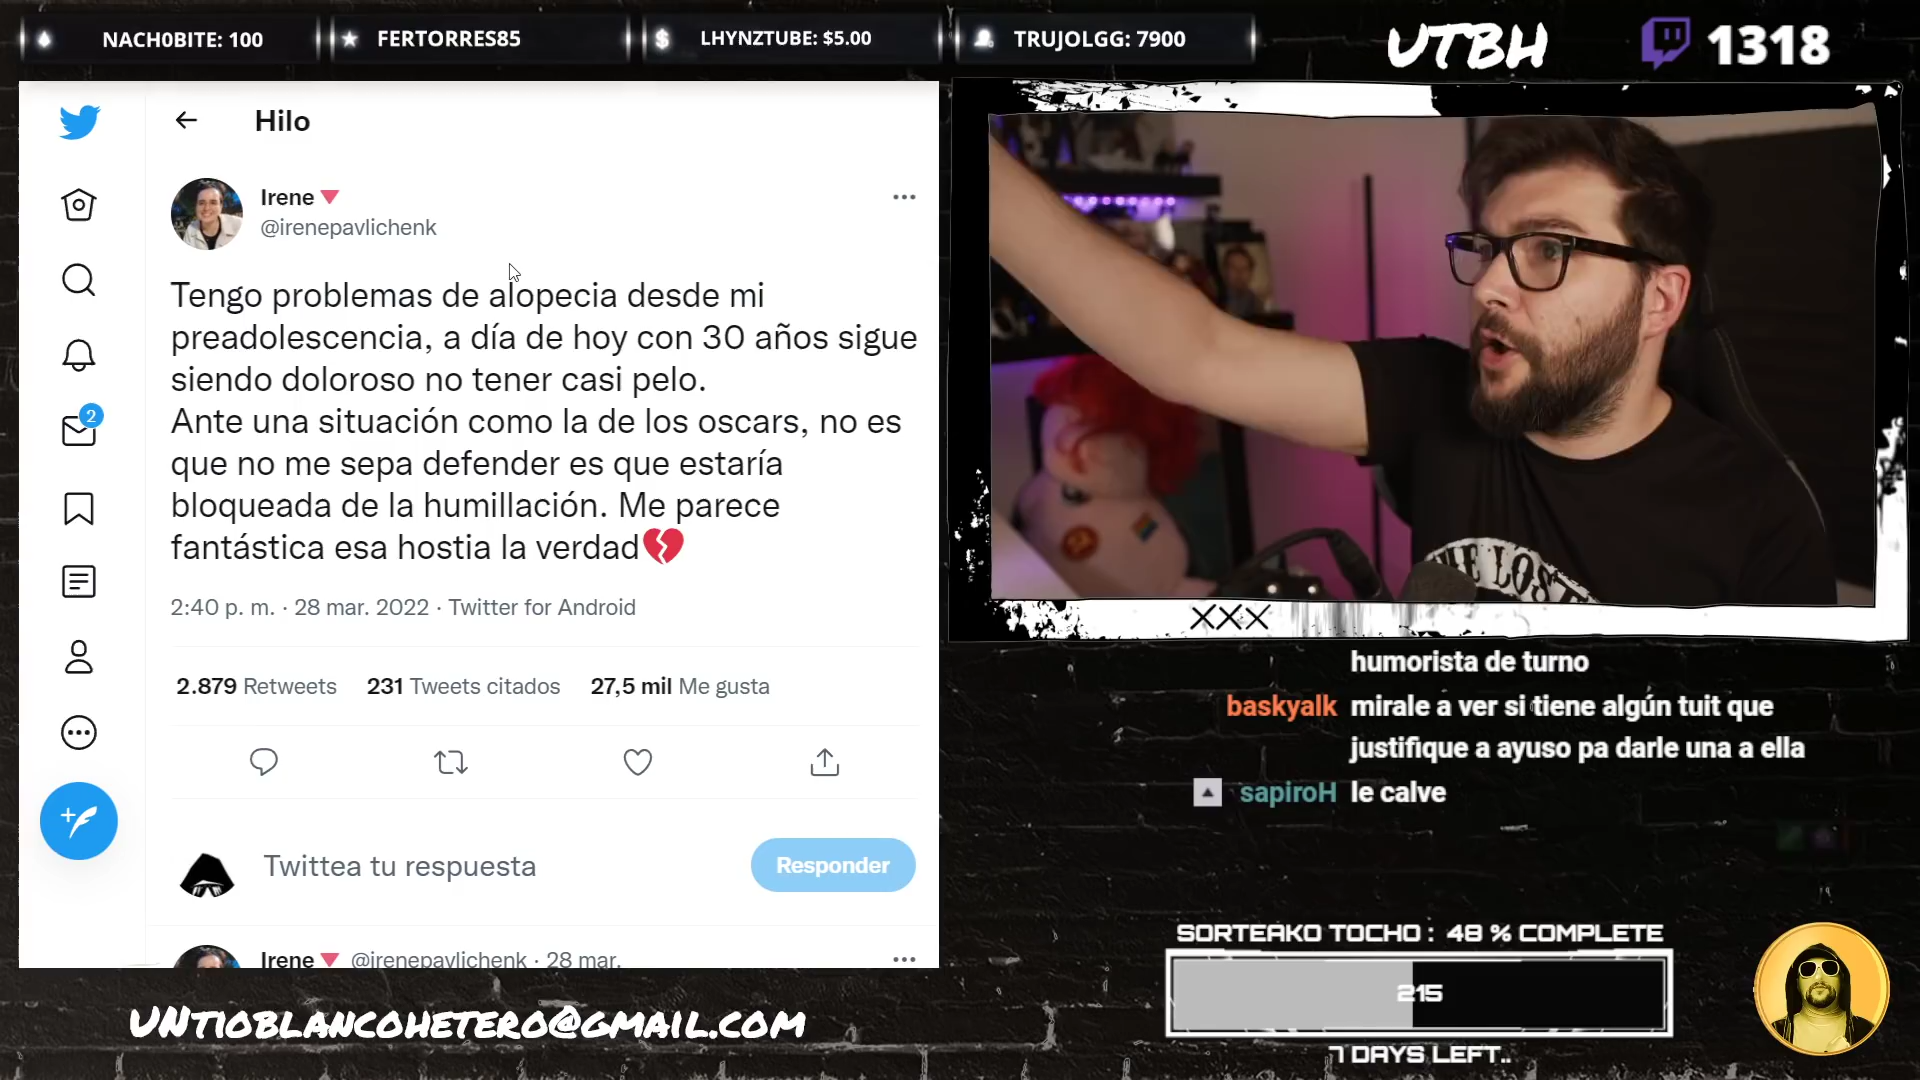 NACH0BITE: 100
FERTORRES85
LHYNZTUBE: $5.00
TRUJOLGG: 7900
UTBH
1318
Hilo
Irene
@irenepavlichenk
Tengo problemas de alopecia desde mi
preadolescencia, a día de hoy con 30 años sigue
siendo doloroso no tener casi pelo.
Ante una situación como la de los oscars, no es
que no me sepa defender es que estaría
bloqueada de la humillación. Me parece
fantástica esa hostia la verdad💔
2:40 p. m. · 28 mar. 2022 · Twitter for Android
2.879 Retweets 231 Tweets citados 27,5 mil Me gusta
2
Twittea tu respuesta
Responder
Irene @irenepavlichenk · 28 mar.
XXX
humorista de turno
baskyalk mirale a ver si tiene algún tuit que
justifique a ayuso pa darle una a ella
sapiroH le calve
SORTEAKO TOCHO : 48 % COMPLETE
215
7 DAYS LEFT..
UNTIOBLANCOHETERO@GMAIL.COM